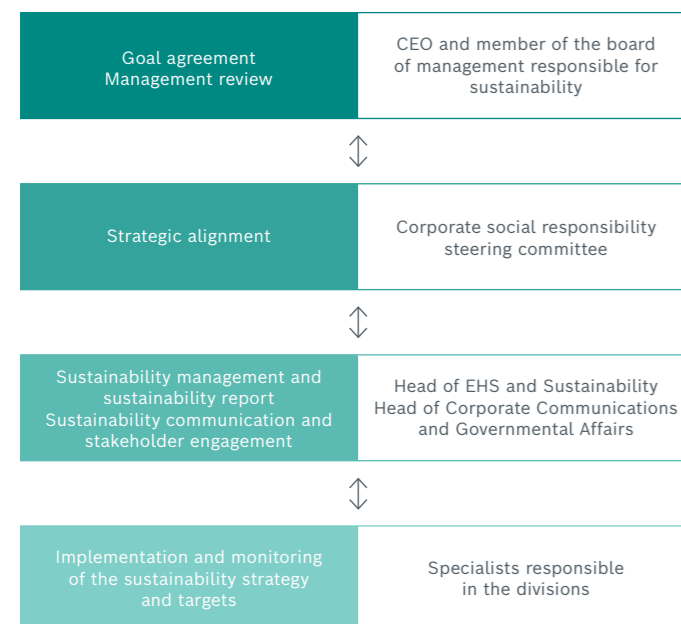 Goal agreement
Management review
CEO and member of the board
of management responsible for
sustainability
Strategic alignment
Corporate social responsibility
steering committee
Sustainability management and
sustainability report
Sustainability communication and
stakeholder engagement
Head of EHS and Sustainability
Head of Corporate Communications
and Governmental Affairs
Implementation and monitoring
of the sustainability strategy
and targets
Specialists responsible
in the divisions